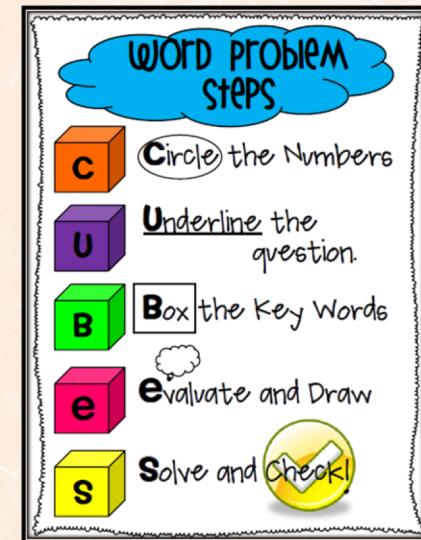 Word Problem
Steps
C Circle the Numbers
U Underline the
question.
B Box the Key Words
e evaluate and Draw
S Solve and Check!